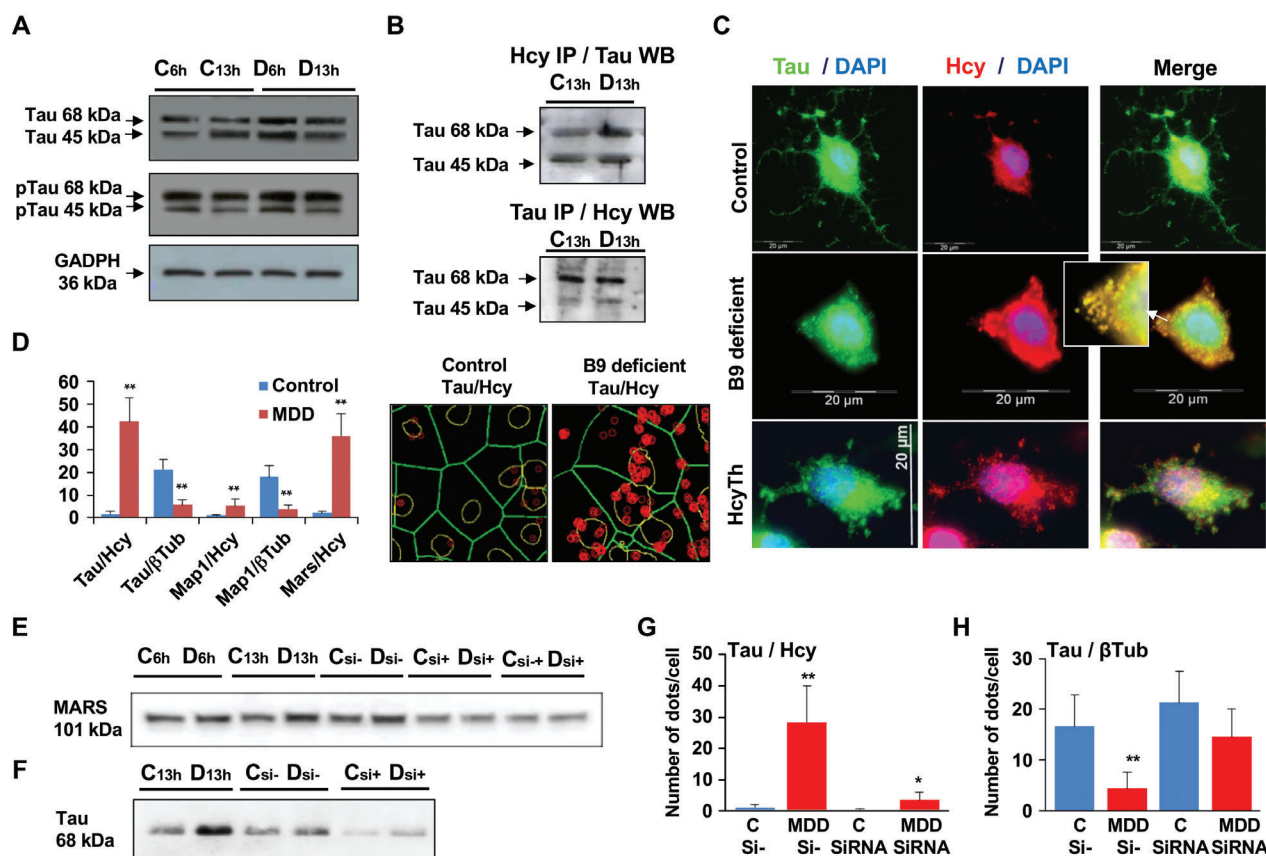 A
C6h C13h D6h D13h
Tau 68 kDa
Tau 45 kDa
pTau 68 kDa
pTau 45 kDa
GADPH
36 kDa
B
Hcy IP / Tau WB
C13h D13h
Tau 68 kDa
Tau 45 kDa
Tau IP / Hcy WB
C13h D13h
Tau 68 kDa
Tau 45 kDa
C
Tau / DAPI Hcy / DAPI Merge
Control
20 µm 20 µm 20 µm
B9 deficient
20 µm 20 µm 20 µm
HcyTh
20 µm
D
60
50
40
30
20
10
0
Control
MDD
** ** ** ** **
Tau/Hcy Tau/βTub Map1/Hcy Map1/βTub Mars/Hcy
Control
Tau/Hcy
B9 deficient
Tau/Hcy
E
C6h D6h C13h D13h Csi- Dsi- Csi+ Dsi+ Csi-+ Dsi+
MARS
101 kDa
F
C13h D13h Csi- Dsi- Csi+ Dsi+
Tau
68 kDa
G
Tau / Hcy
Number of dots/cell
50
40
30
20
10
0
** *
C MDD C MDD
Si- Si- SiRNA SiRNA
H
Tau / βTub
Number of dots/cell
30
20
10
0
**
C MDD C MDD
Si- Si- SiRNA SiRNA